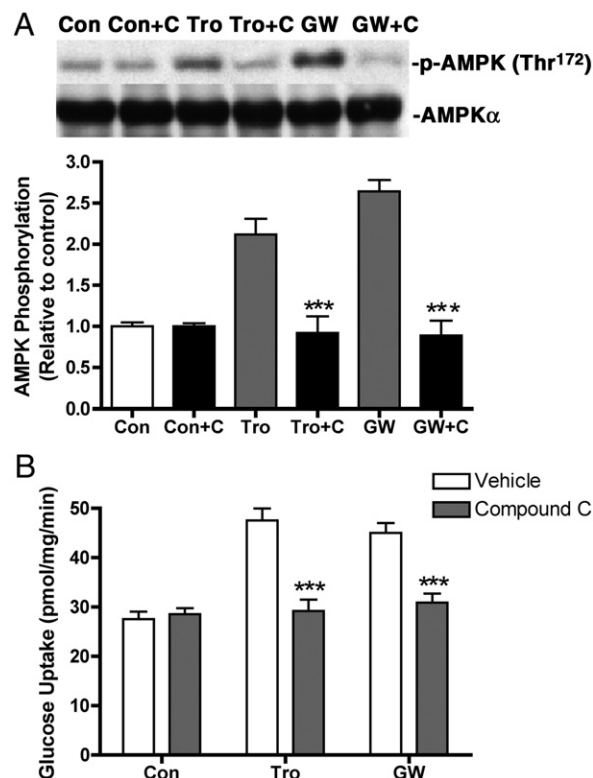 A
Con Con+C Tro Tro+C GW GW+C
-p-AMPK (Thr172)
-AMPKα
AMPK Phosphorylation
(Relative to control)
3.0
2.5
2.0
1.5
1.0
0.5
0.0
***
***
Con Con+C Tro Tro+C GW GW+C
B
Vehicle
Compound C
Glucose Uptake (pmol/mg/min)
50
40
30
20
10
0
***
***
Con Tro GW